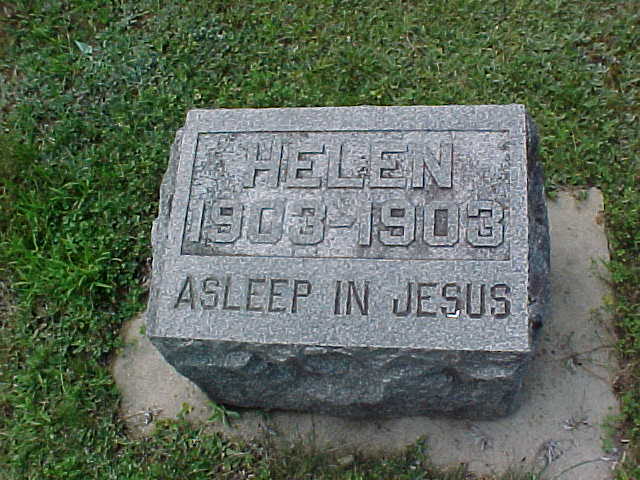 HELEN
1903-1903
ASLEEP IN JESUS